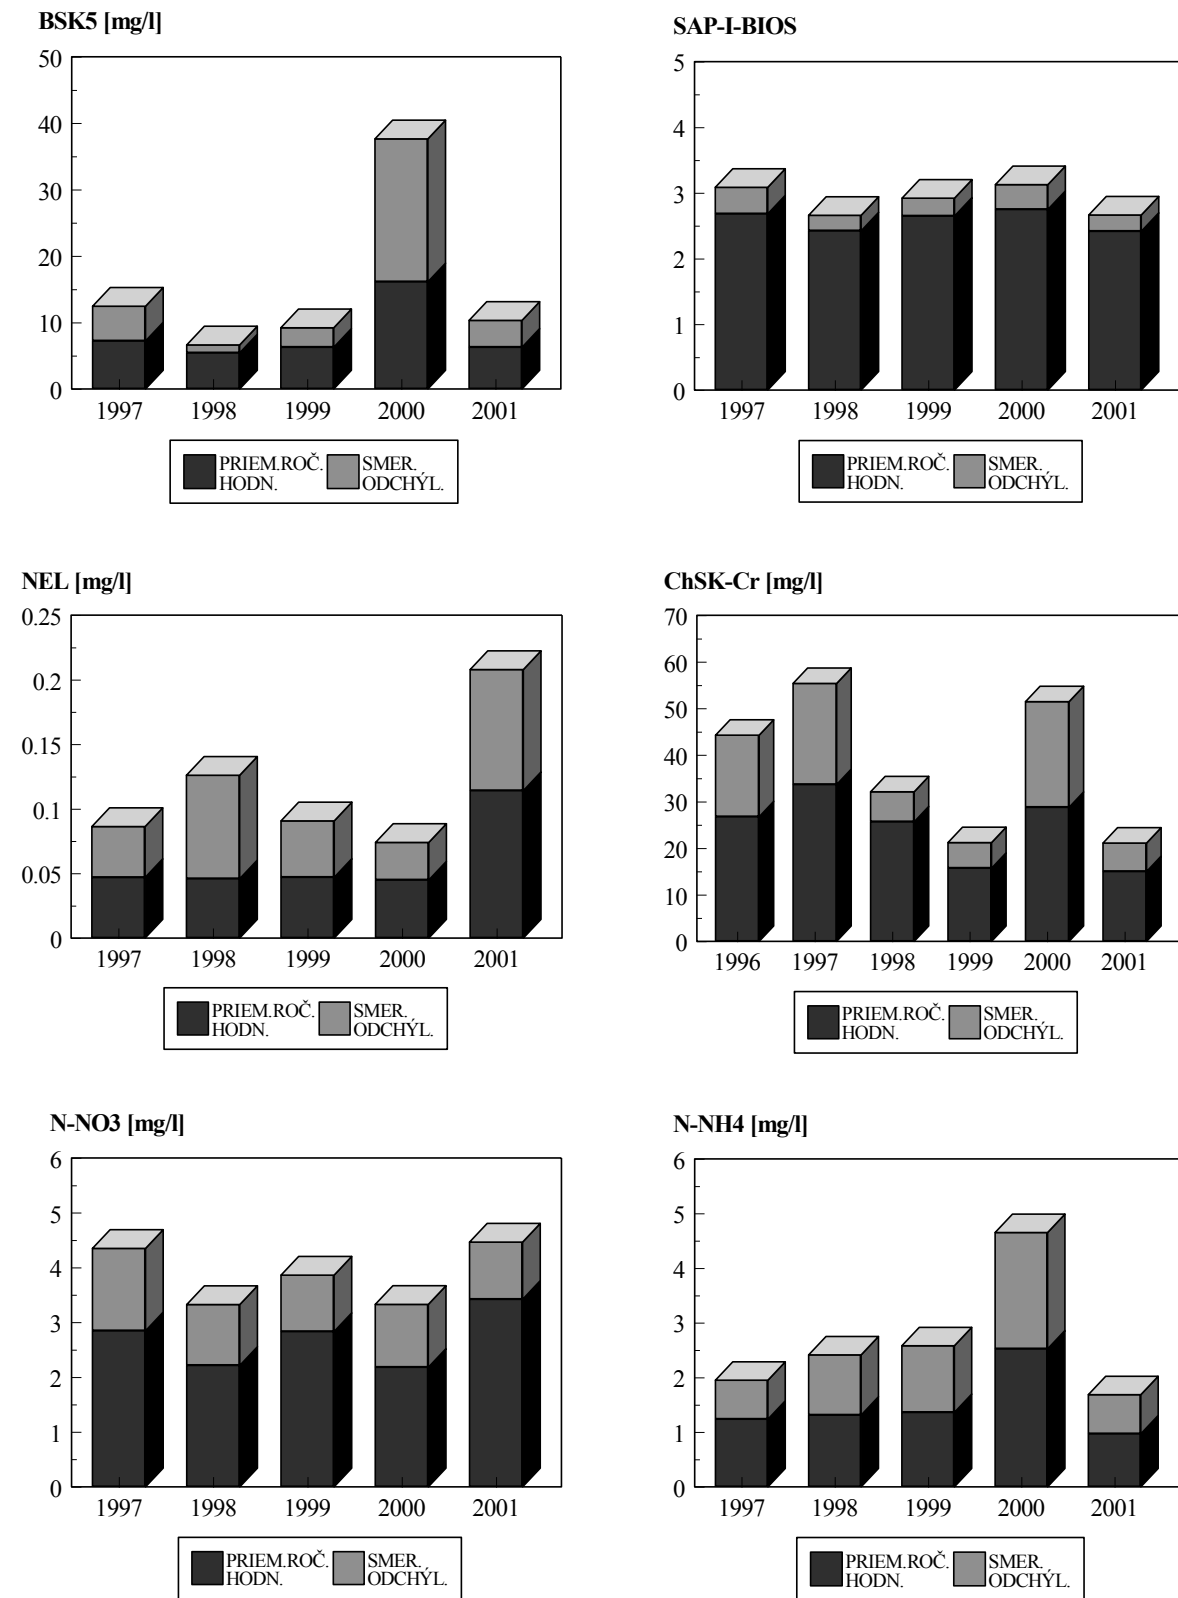 BSK5 [mg/l]
50
40
30
20
10
0
1997 1998 1999 2000 2001
PRIEM.ROČ. SMER.
HODN. ODCHÝL.
SAP-I-BIOS
5
4
3
2
1
0
1997 1998 1999 2000 2001
PRIEM.ROČ. SMER.
HODN. ODCHÝL.
NEL [mg/l]
0.25
0.2
0.15
0.1
0.05
0
1997 1998 1999 2000 2001
PRIEM.ROČ. SMER.
HODN. ODCHÝL.
ChSK-Cr [mg/l]
70
60
50
40
30
20
10
0
1996 1997 1998 1999 2000 2001
PRIEM.ROČ. SMER.
HODN. ODCHÝL.
N-NO3 [mg/l]
6
5
4
3
2
1
0
1997 1998 1999 2000 2001
PRIEM.ROČ. SMER.
HODN. ODCHÝL.
N-NH4 [mg/l]
6
5
4
3
2
1
0
1997 1998 1999 2000 2001
PRIEM.ROČ. SMER.
HODN. ODCHÝL.